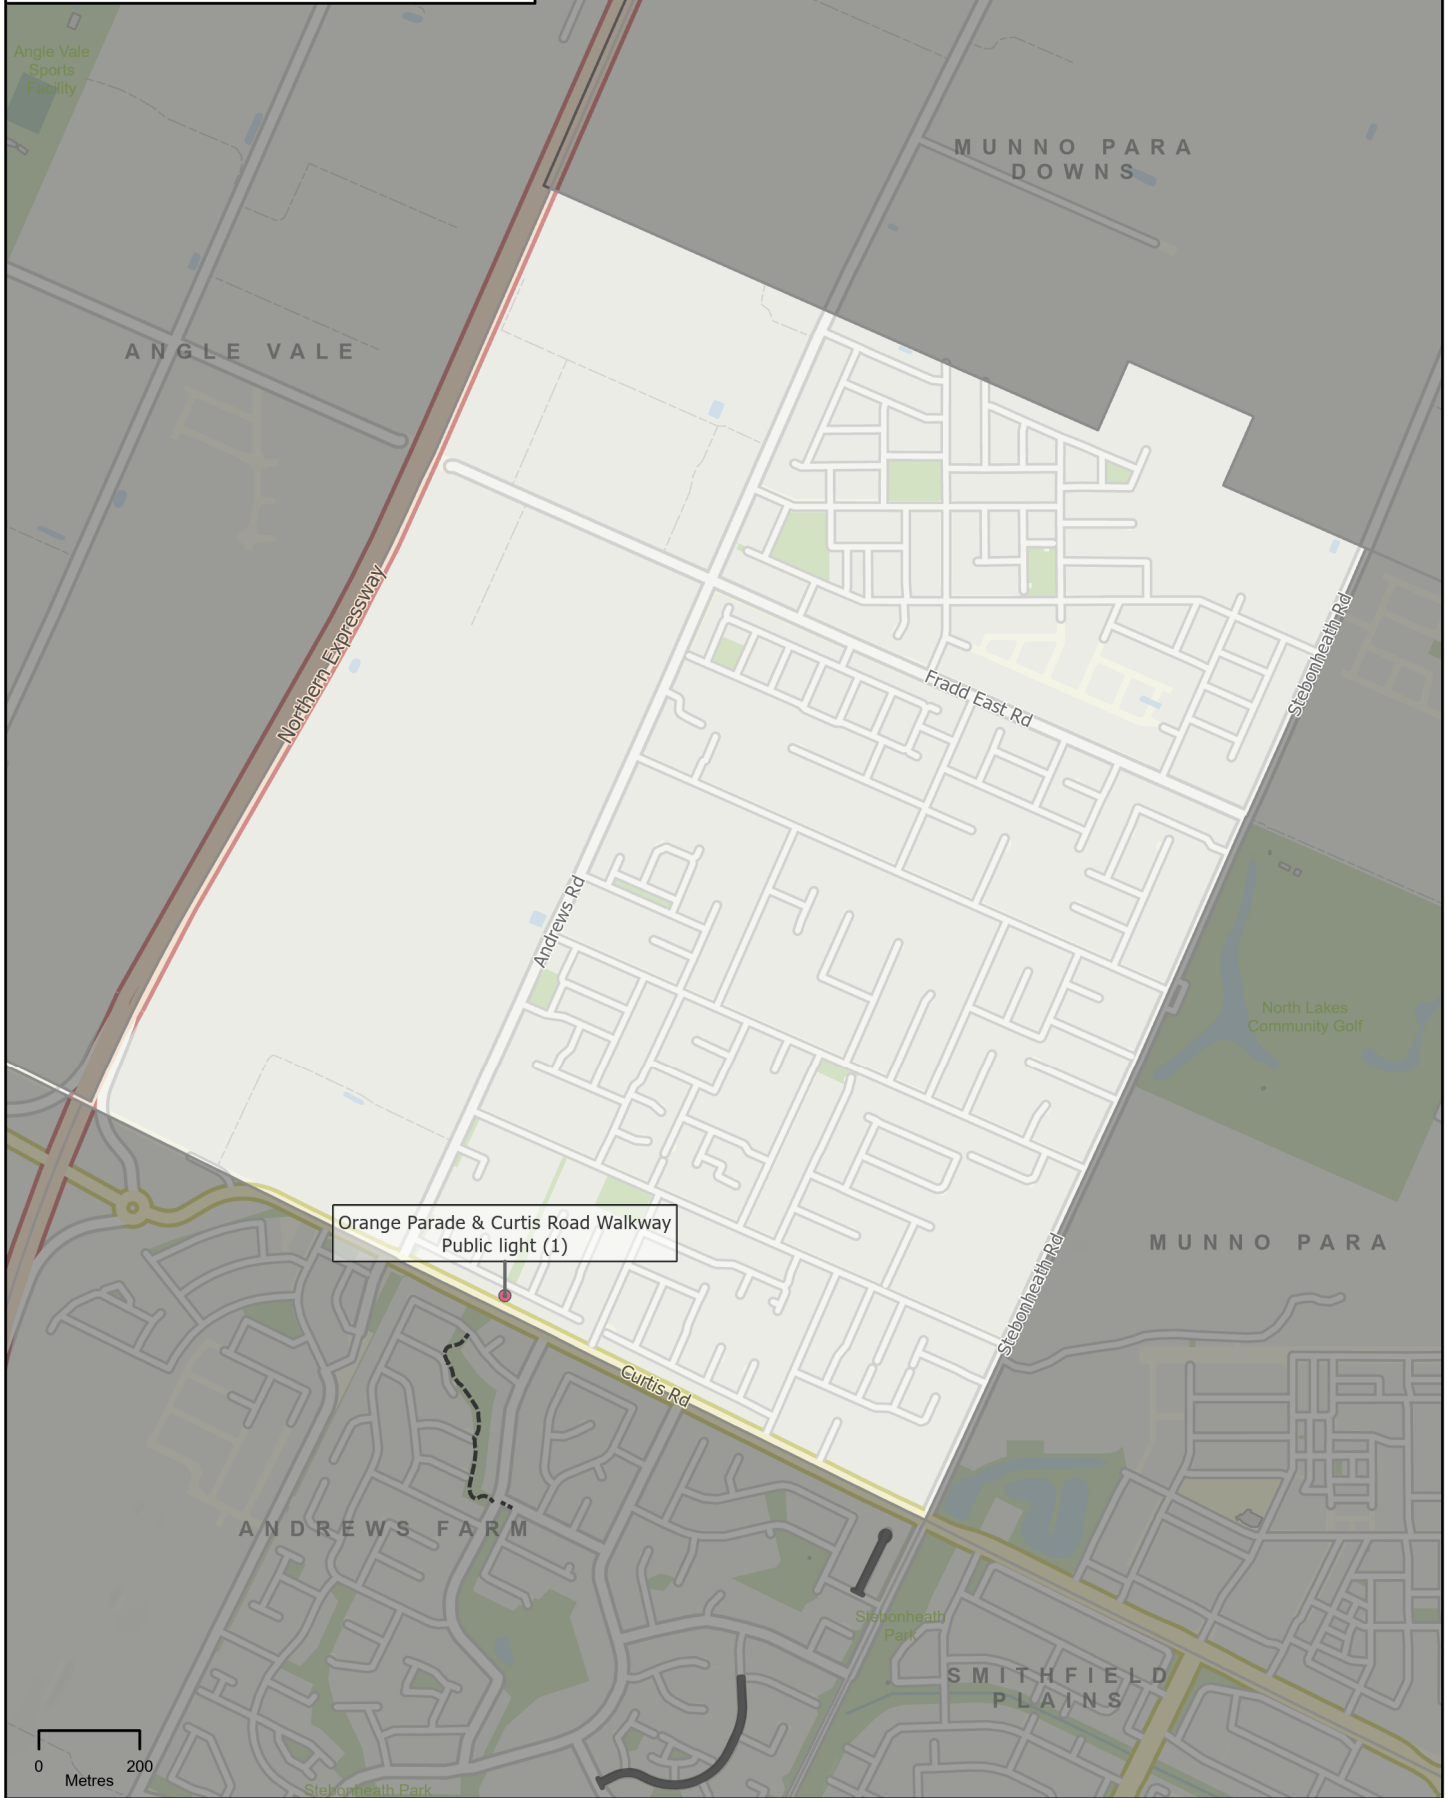 Angle Vale
Sports
Facility
MUNNO PARA
DOWNS
ANGLE VALE
Northern Expressway
Stebonheath Rd
Fradd East Rd
Andrews Rd
North Lakes
Community Golf
Orange Parade & Curtis Road Walkway
Public light (1)
MUNNO PARA
Stebonheath Rd
Curtis Rd
ANDREWS FARM
Stebonheath
Park
SMITHFIELD
PLAINS
0 200
Metres
Stebonheath Park